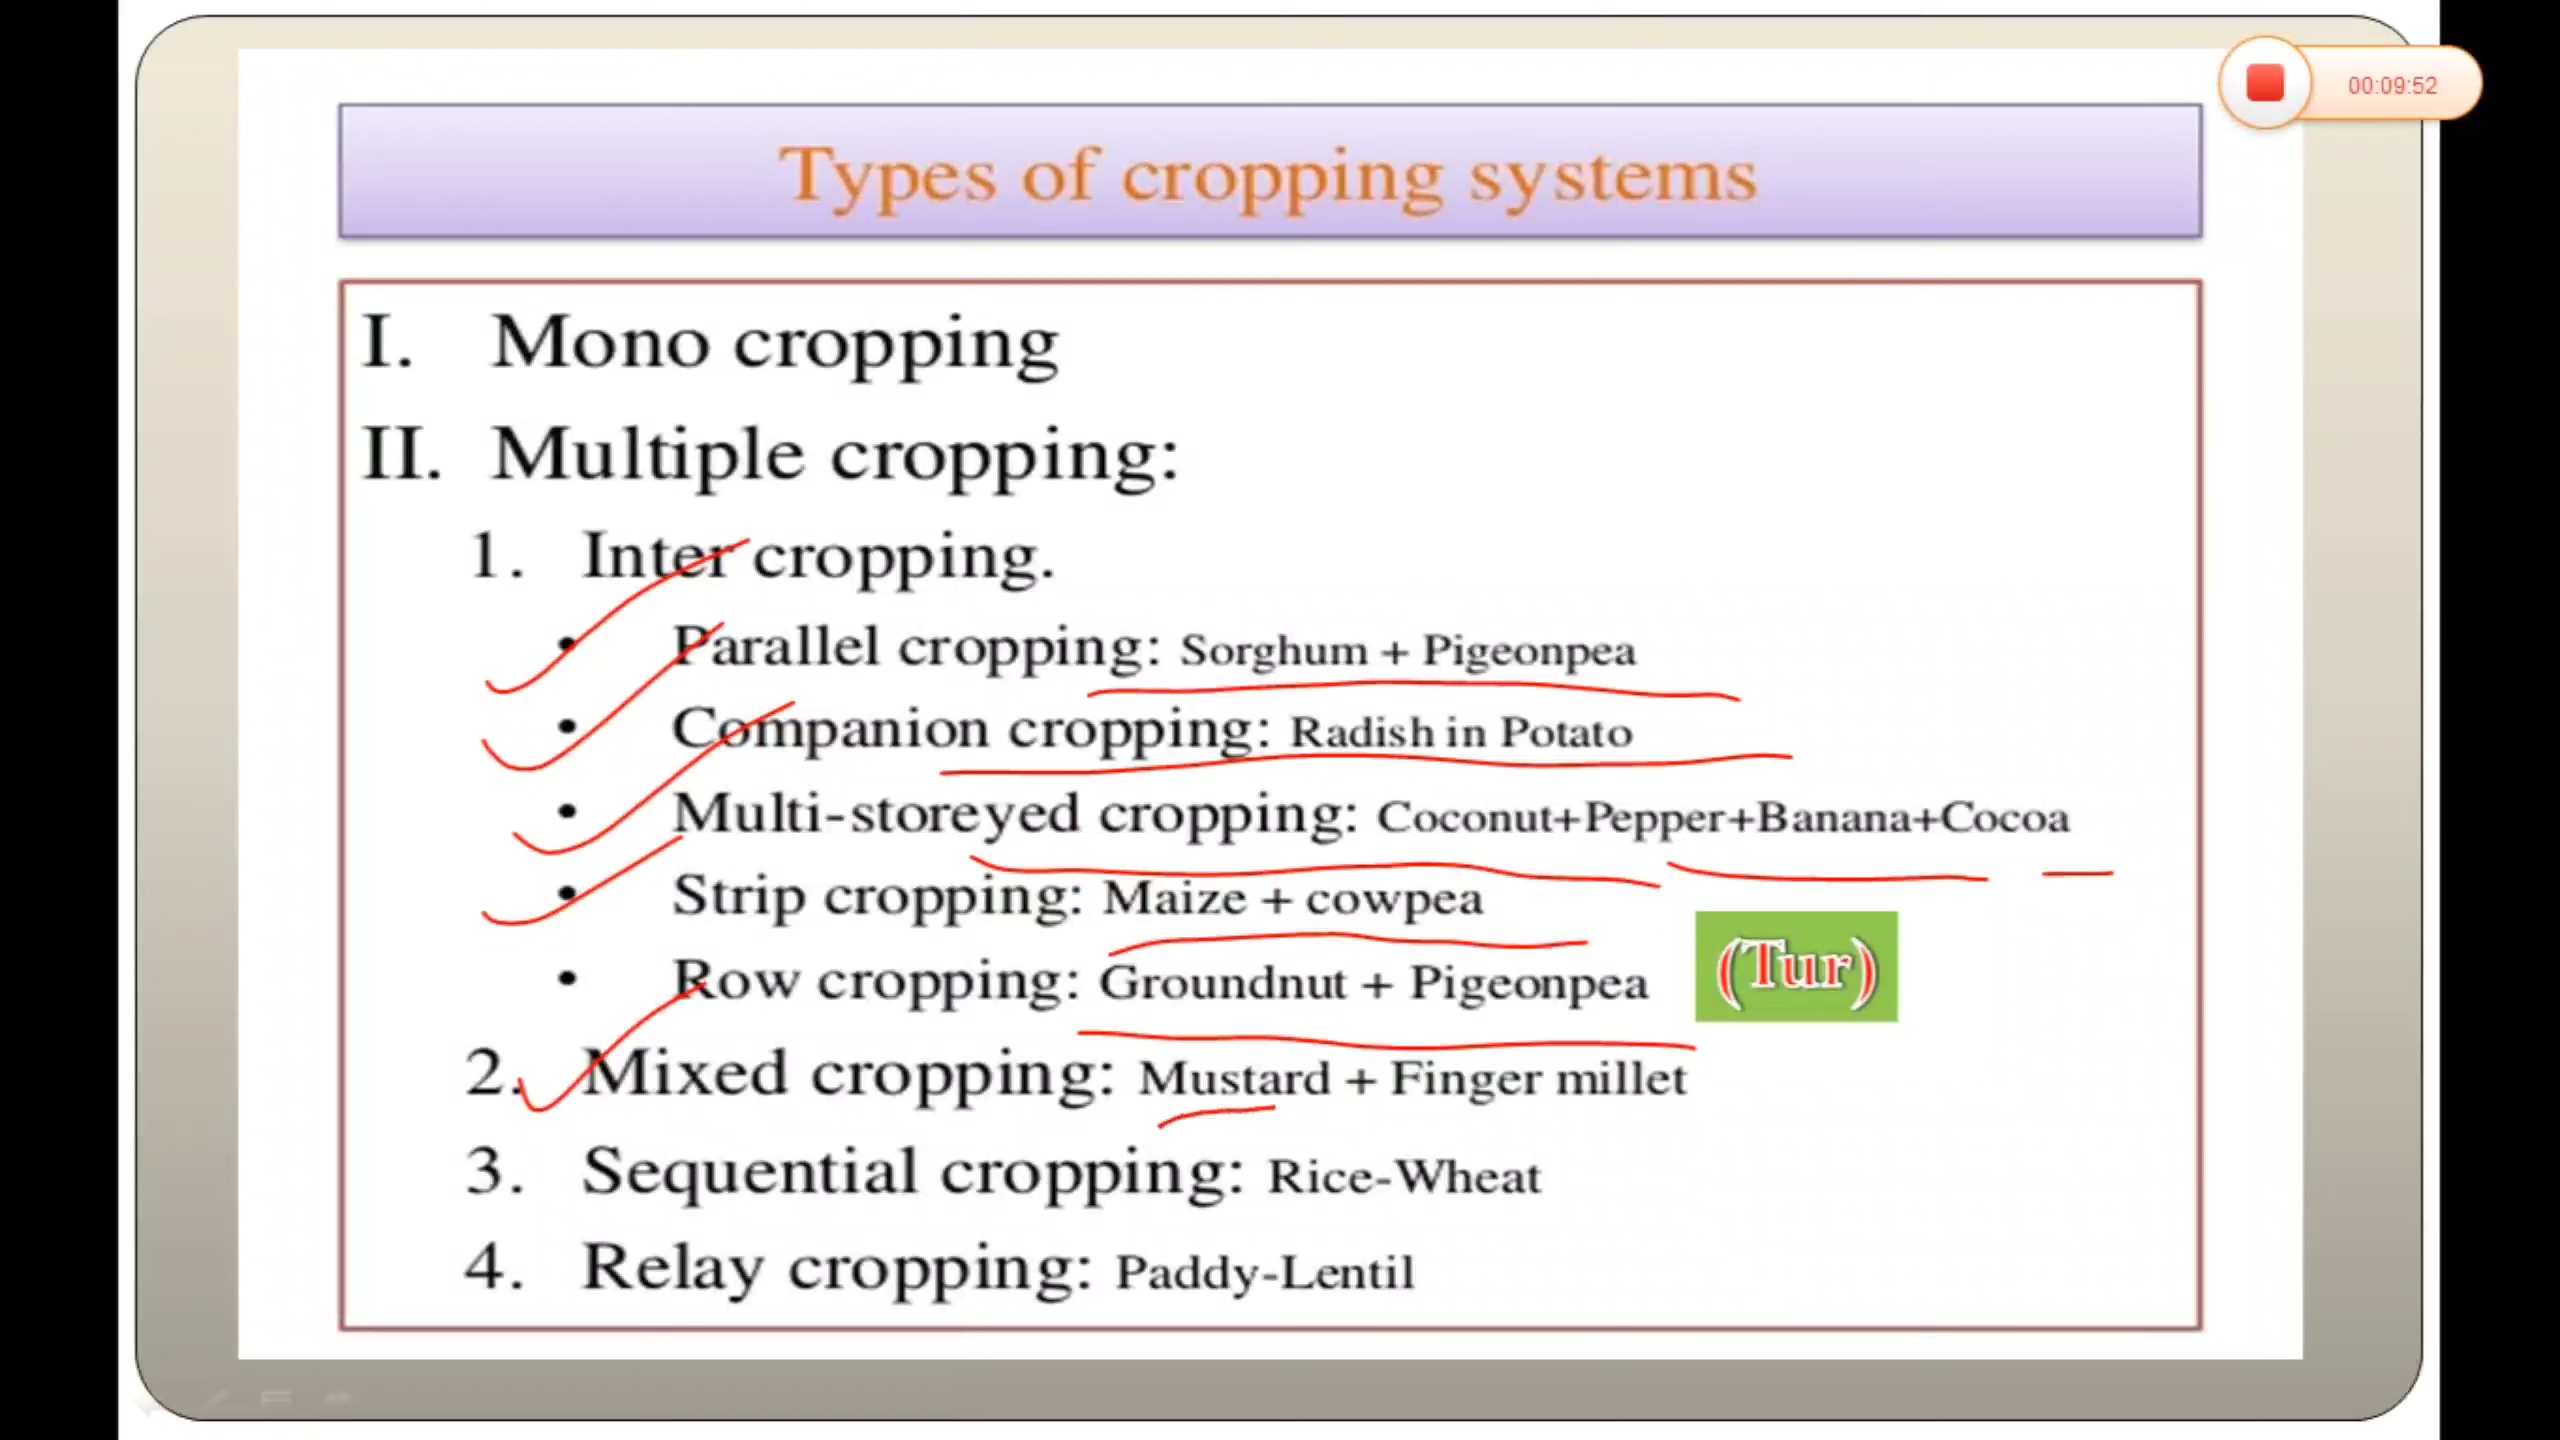 00:09:52
Types of cropping systems
I. Mono cropping
II. Multiple cropping:
1. Inter cropping.
• Parallel cropping: Sorghum + Pigeonpea
• Companion cropping: Radish in Potato
• Multi-storeyed cropping: Coconut+Pepper+Banana+Cocoa
• Strip cropping: Maize + cowpea
• Row cropping: Groundnut + Pigeonpea (Tur)
2. Mixed cropping: Mustard + Finger millet
3. Sequential cropping: Rice-Wheat
4. Relay cropping: Paddy-Lentil